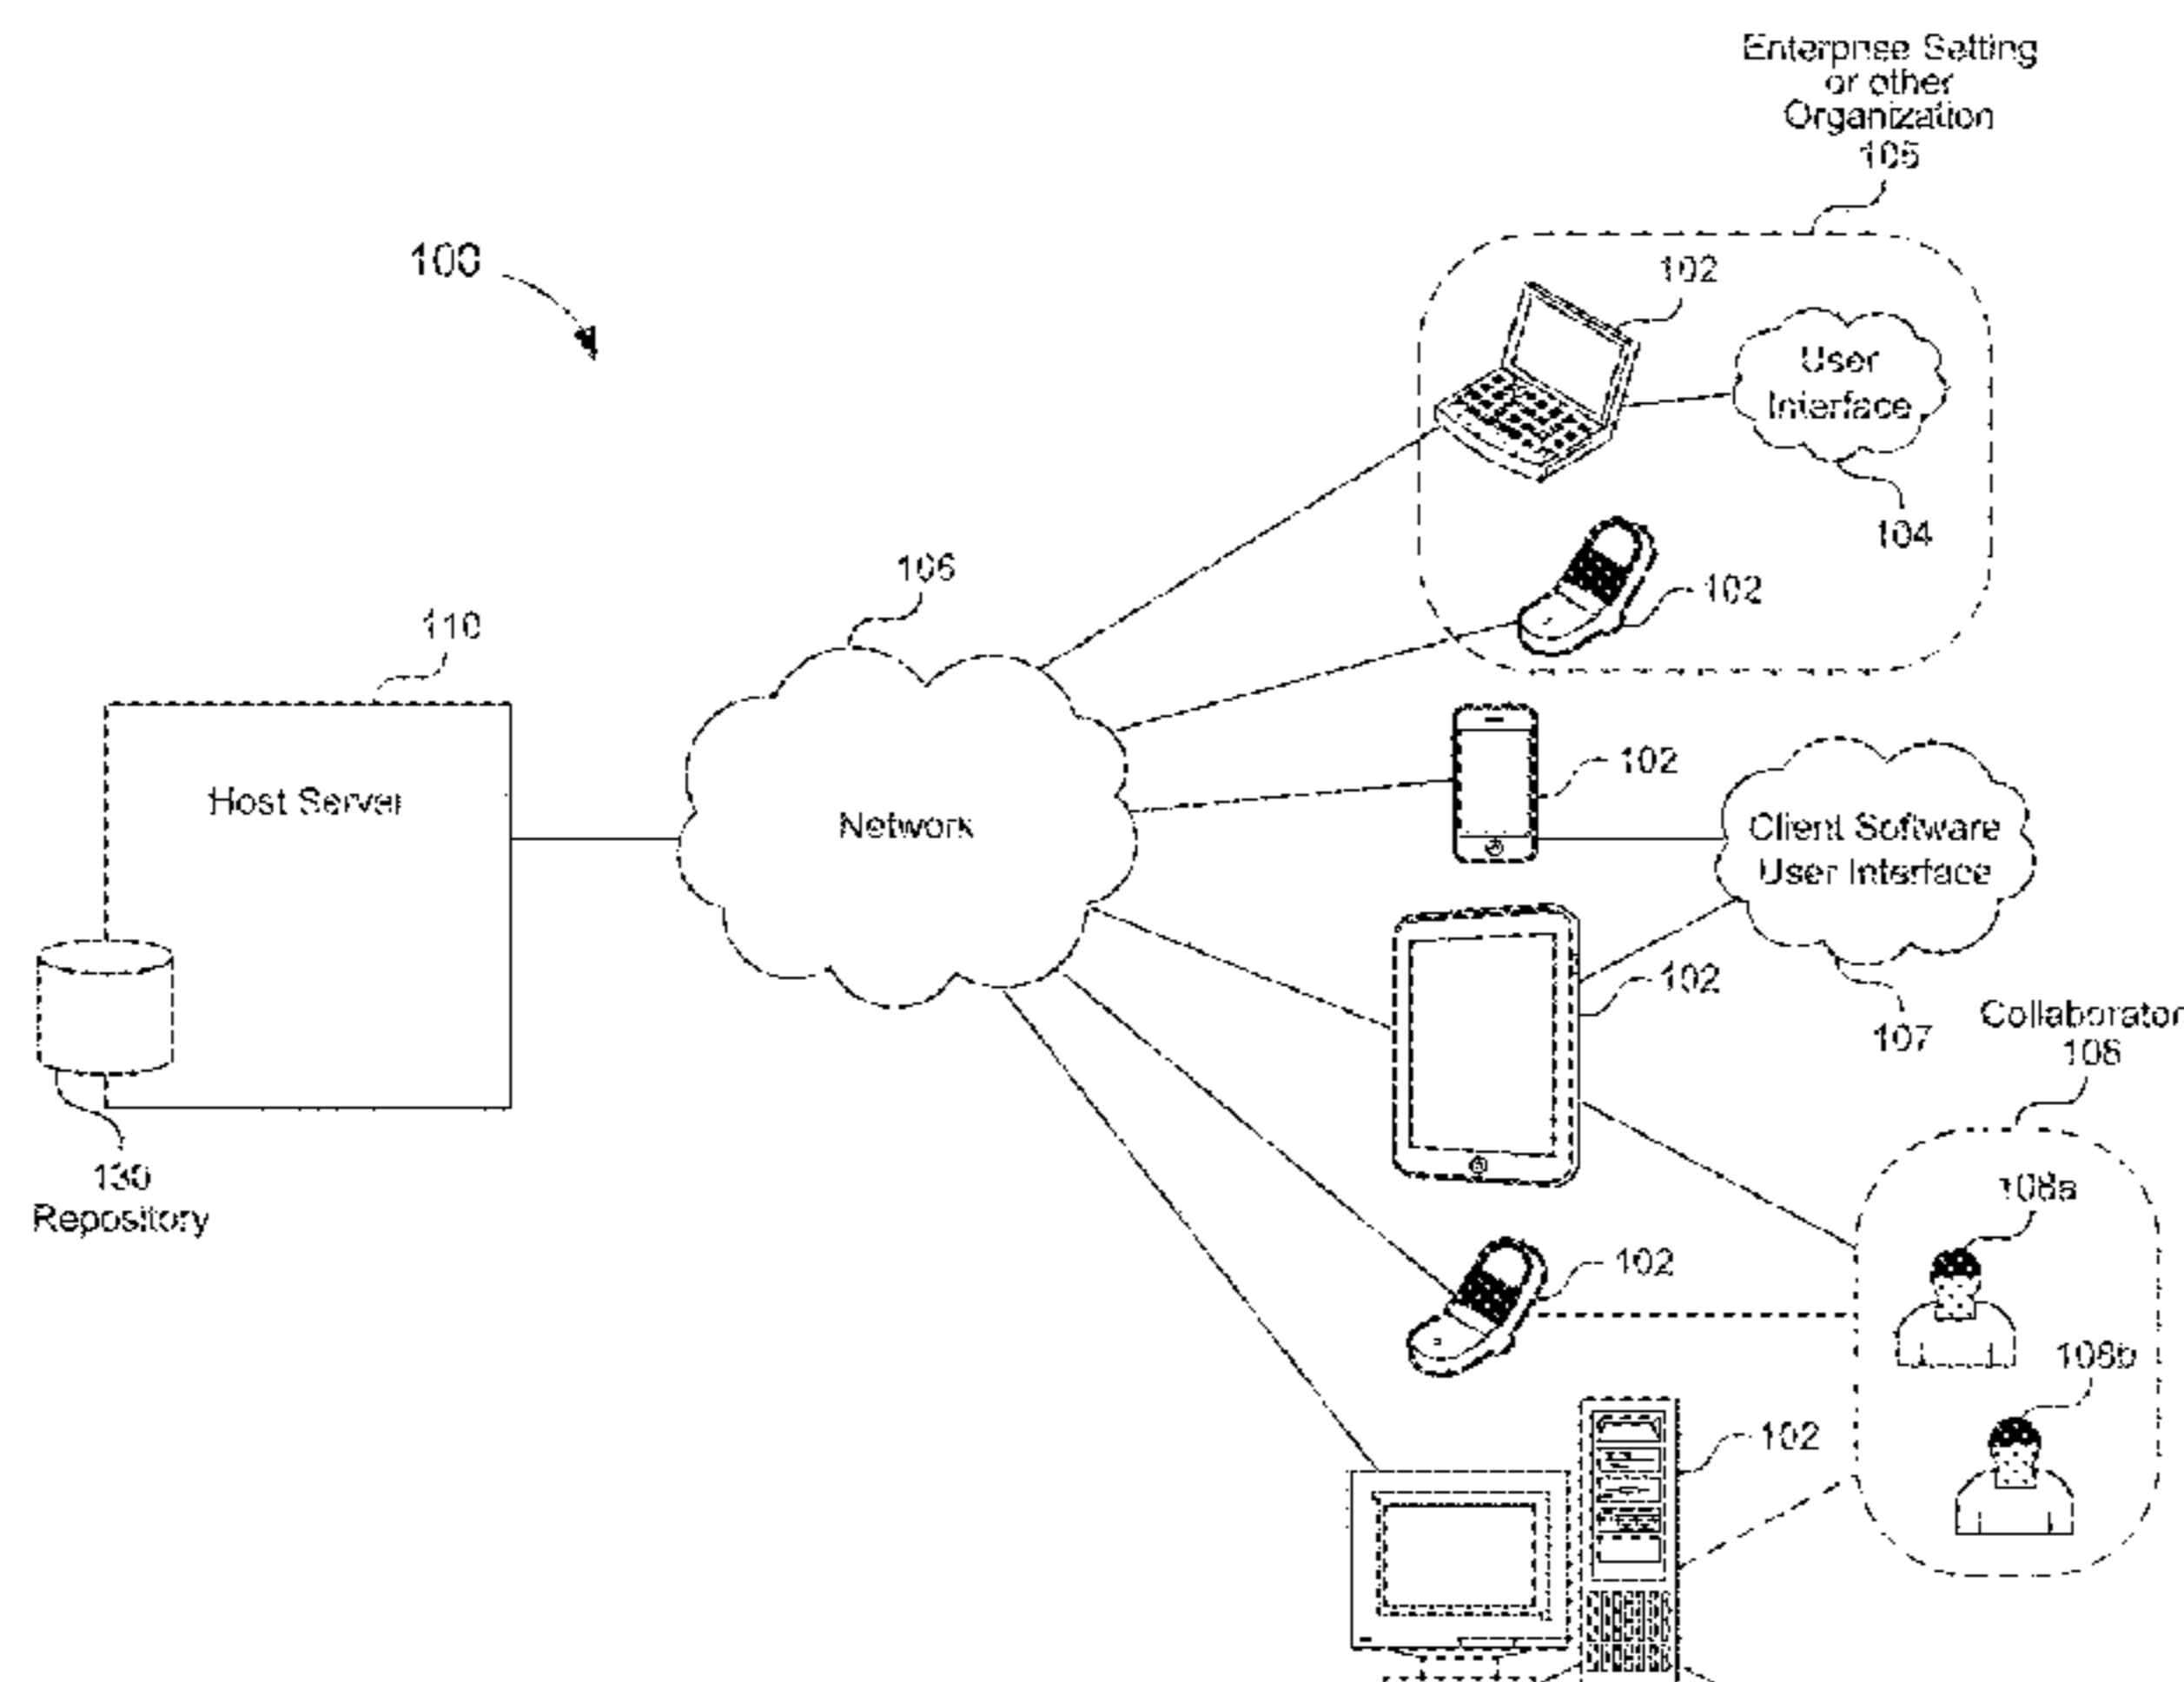 Enterprise Setting
or other
Organization
105
100
102
User
Interface
104
102
106
110
Host Server
Network
102
Client Software
User Interface
102
107
Collaborator
108
130
Repository
108a
102
108b
102